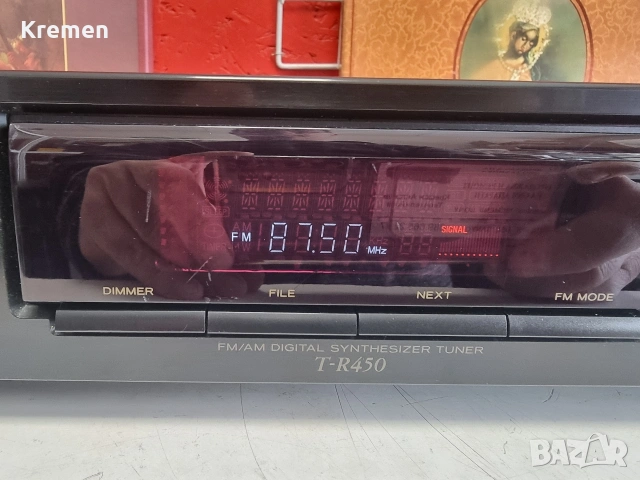 Kremen
FM 87.50 MHz
SIGNAL
DIMMER FILE NEXT FM MODE
FM/AM DIGITAL SYNTHESIZER TUNER
T-R450
BAZAR